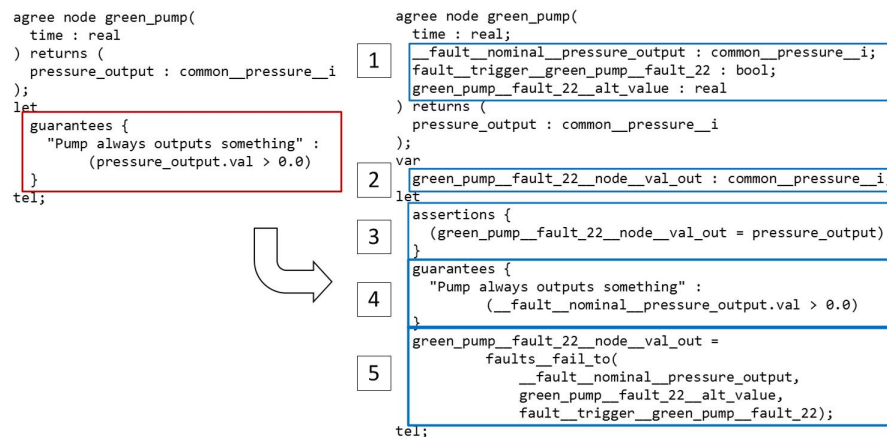 agree node green_pump(
  time : real
) returns (
  pressure_output : common__pressure__i
);
let
  guarantees {
    "Pump always outputs something" :
         (pressure_output.val > 0.0)
  }
tel;
agree node green_pump(
  time : real;
1
  __fault__nominal__pressure_output : common__pressure__i;
  fault__trigger__green_pump__fault_22 : bool;
  green_pump__fault_22__alt_value : real
) returns (
  pressure_output : common__pressure__i
);
var
2
  green_pump__fault_22__node__val_out : common__pressure__i
let
3
  assertions {
    (green_pump__fault_22__node__val_out = pressure_output)
  }
4
  guarantees {
    "Pump always outputs something" :
           (__fault__nominal__pressure_output.val > 0.0)
  }
5
  green_pump__fault_22__node__val_out =
           faults__fail_to(
               __fault__nominal__pressure_output,
               green_pump__fault_22__alt_value,
               fault__trigger__green_pump__fault_22);
tel;